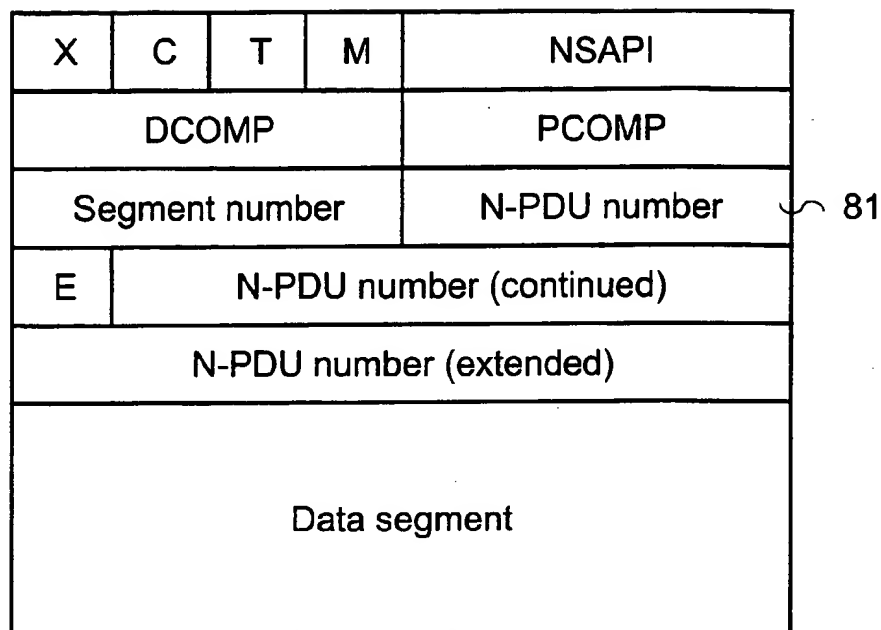 X C T M NSAPI
DCOMP PCOMP
Segment number N-PDU number 81
E N-PDU number (continued)
N-PDU number (extended)
Data segment